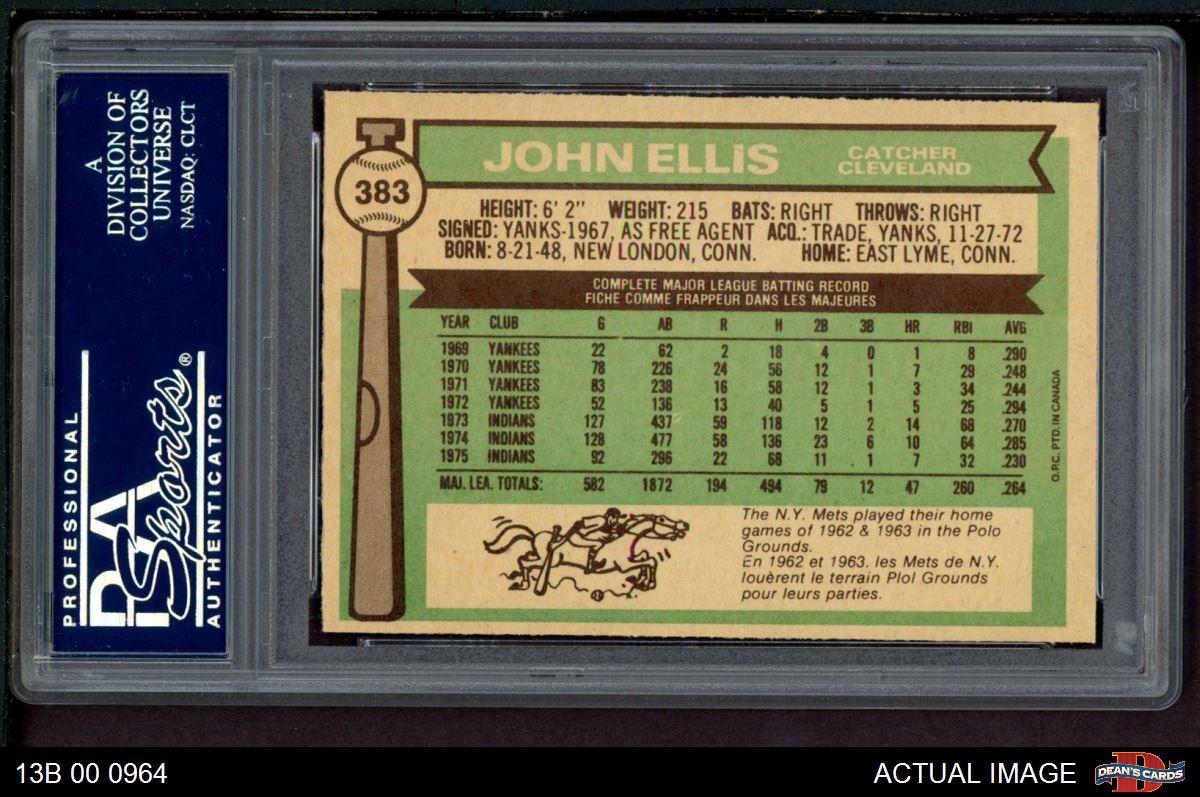 A
DIVISION OF
COLLECTORS
UNIVERSE
NASDAQ: CLCT
PROFESSIONAL
PSA
Sports®
AUTHENTICATOR
383
JOHN ELLIS
CATCHER
CLEVELAND
HEIGHT: 6' 2" WEIGHT: 215 BATS: RIGHT THROWS: RIGHT
SIGNED: YANKS-1967, AS FREE AGENT ACQ.: TRADE, YANKS, 11-27-72
BORN: 8-21-48, NEW LONDON, CONN. HOME: EAST LYME, CONN.
COMPLETE MAJOR LEAGUE BATTING RECORD
FICHE COMME FRAPPEUR DANS LES MAJEURES
YEAR CLUB G AB R H 2B 3B HR RBI AVG
1969 YANKEES 22 62 2 18 4 0 1 8 .290
1970 YANKEES 78 226 24 56 12 1 7 29 .248
1971 YANKEES 83 238 16 58 12 1 3 34 .244
1972 YANKEES 52 136 13 40 5 1 5 25 .294
1973 INDIANS 127 437 59 118 12 2 14 68 .270
1974 INDIANS 128 477 58 136 23 6 10 64 .285
1975 INDIANS 92 296 22 68 11 1 7 32 .230
MAJ. LEA. TOTALS: 582 1872 194 494 79 12 47 260 .264
O.P.C. PTD. IN CANADA
The N.Y. Mets played their home
games of 1962 & 1963 in the Polo
Grounds.
En 1962 et 1963. les Mets de N.Y.
louèrent le terrain Plol Grounds
pour leurs parties.
13B 00 0964
ACTUAL IMAGE
D
DEAN'S CARDS